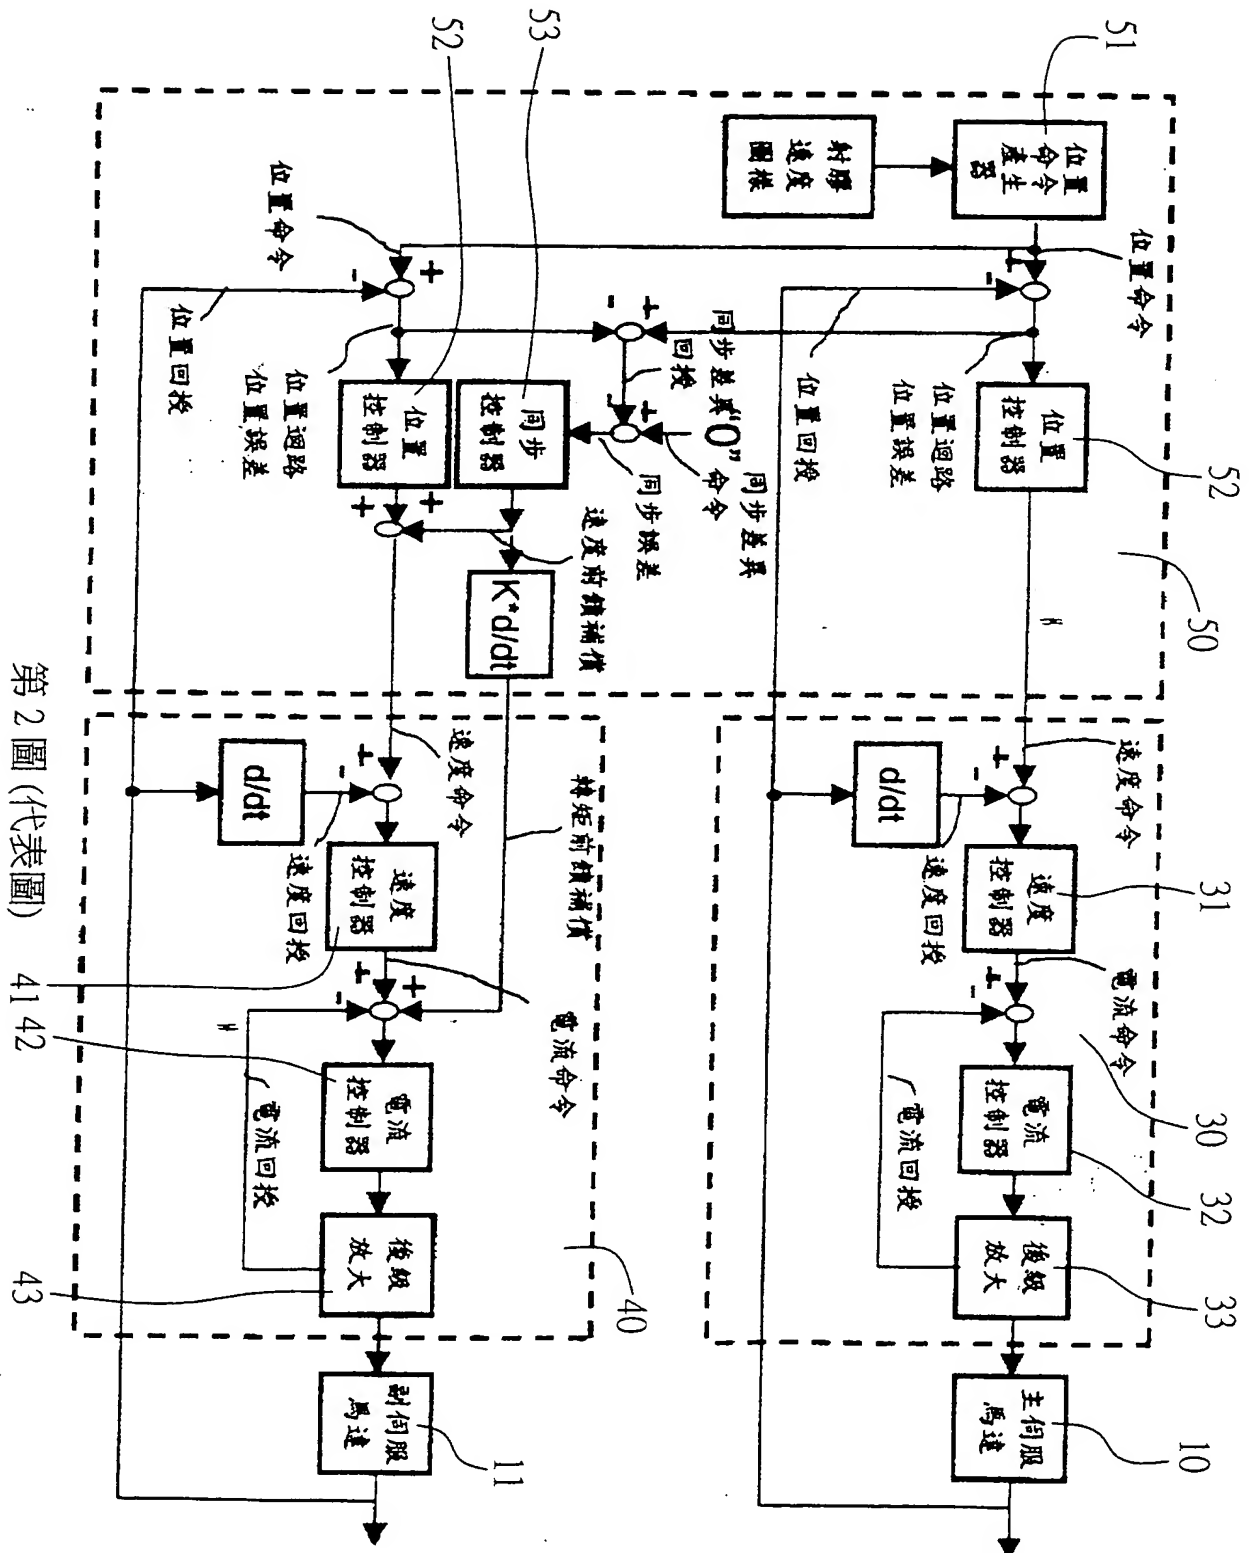 51
52
53
射膠
速度
圖樣
位置
命令
產生
器
位置命令
位置命令
+
-
+
-
位置回授
位置回授
位置迴路
位置誤差
位置迴路
位置誤差
+
-
同步差異
回授
“0”
同步差異
命令
+
-
同步誤差
同步
控制器
位置
控制器
位置
控制器
52
50
+
+
速度前饋補償
K*d/dt
速度命令
速度命令
+
-
+
-
d/dt
d/dt
速度回授
速度回授
轉矩前饋補償
速度
控制器
速度
控制器
31
41
電流命令
電流命令
+
-
+
+
-
30
40
電流
控制器
電流
控制器
32
42
電流回授
電流回授
後級
放大
後級
放大
33
43
主伺服
馬達
10
副伺服
馬達
11
第 2 圖 (代表圖)